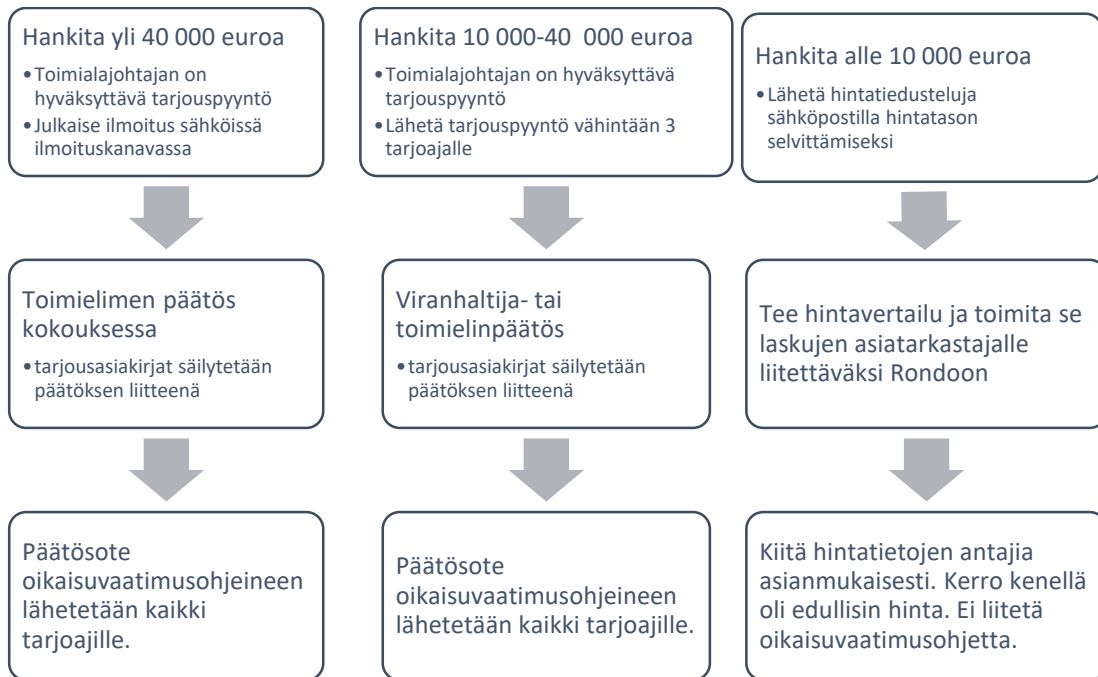 Hankita yli 40 000 euroa
•Toimialajohtajan on
hyväksyttävä tarjouspyyntö
•Julkaise ilmoitus sähköissä
ilmoituskanavassa
Toimielimen päätös
kokouksessa
•tarjousasiakirjat säilytetään
päätöksen liitteenä
Päätösote
oikaisuvaatimusohjeineen
lähetetään kaikki
tarjoajille.
Hankita 10 000-40 000 euroa
•Toimialajohtajan on hyväksyttävä
tarjouspyyntö
•Lähetä tarjouspyyntö vähintään 3
tarjoajalle
Viranhaltija- tai
toimielinpäätös
•tarjousasiakirjat säilytetään
päätöksen liitteenä
Päätösote
oikaisuvaatimusohjeineen
lähetetään kaikki tarjoajille.
Hankita alle 10 000 euroa
•Lähetä hintatiedusteluja
sähköpostilla hintatason
selvittämiseksi
Tee hintavertailu ja toimita se
laskujen asiatarkastajalle
liitettäväksi Rondoon
Kiitä hintatietojen antajia
asianmukaisesti. Kerro kenellä
oli edullisin hinta. Ei liitetä
oikaisuvaatimusohjetta.